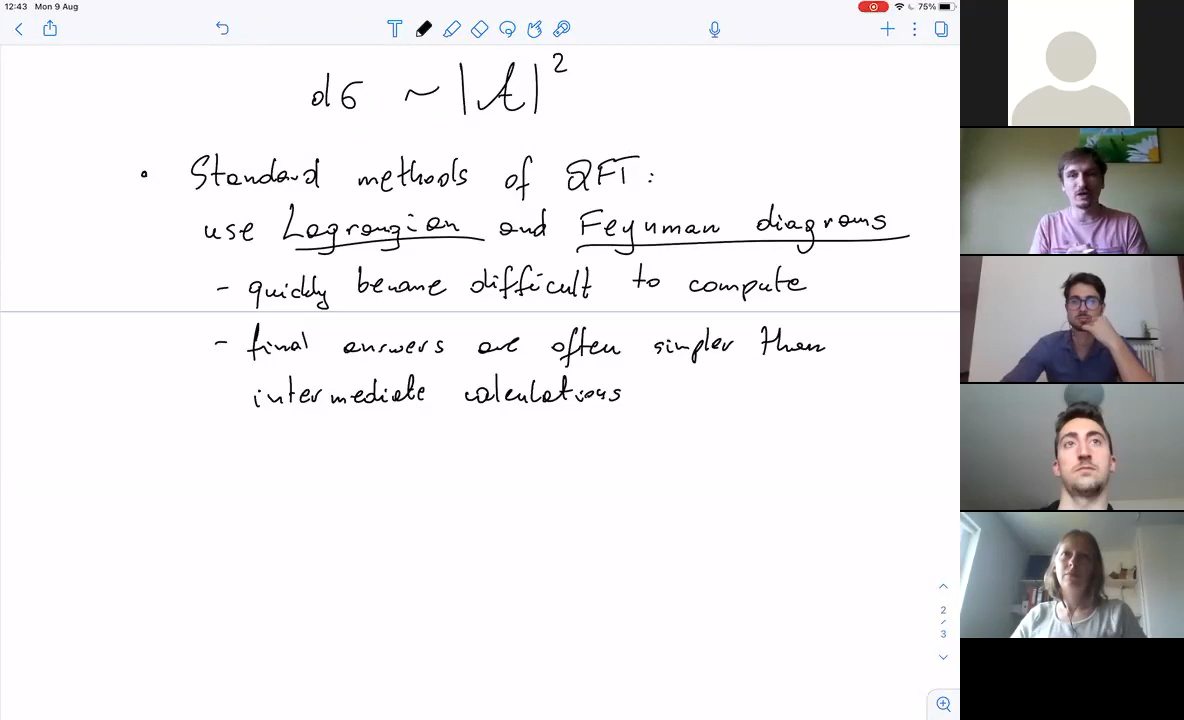 12:43 Mon 9 Aug
75%
dσ ~ |A|²
• Standard methods of QFT:
use Lagrangian and Feynman diagrams
- quickly become difficult to compute
- final answers are often simpler than
intermediate calculations
2
/
3